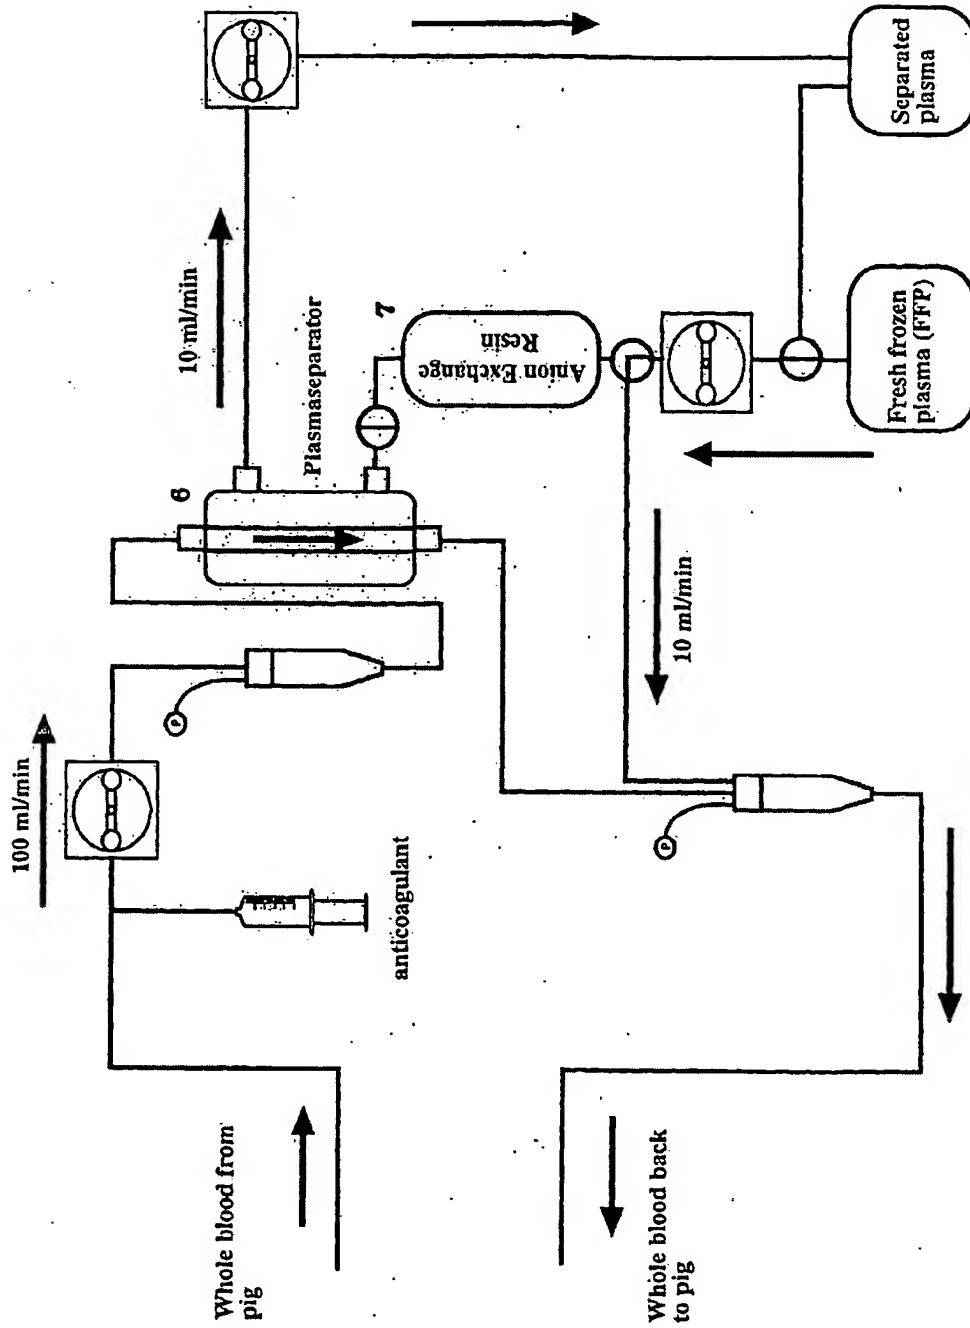 Whole blood from
pig
100 ml/min
anticoagulant
P
6
Plasmaseparator
10 ml/min
7
Anion Exchange
Resin
Separated
plasma
Fresh frozen
plasma (FFP)
10 ml/min
P
Whole blood back
to pig